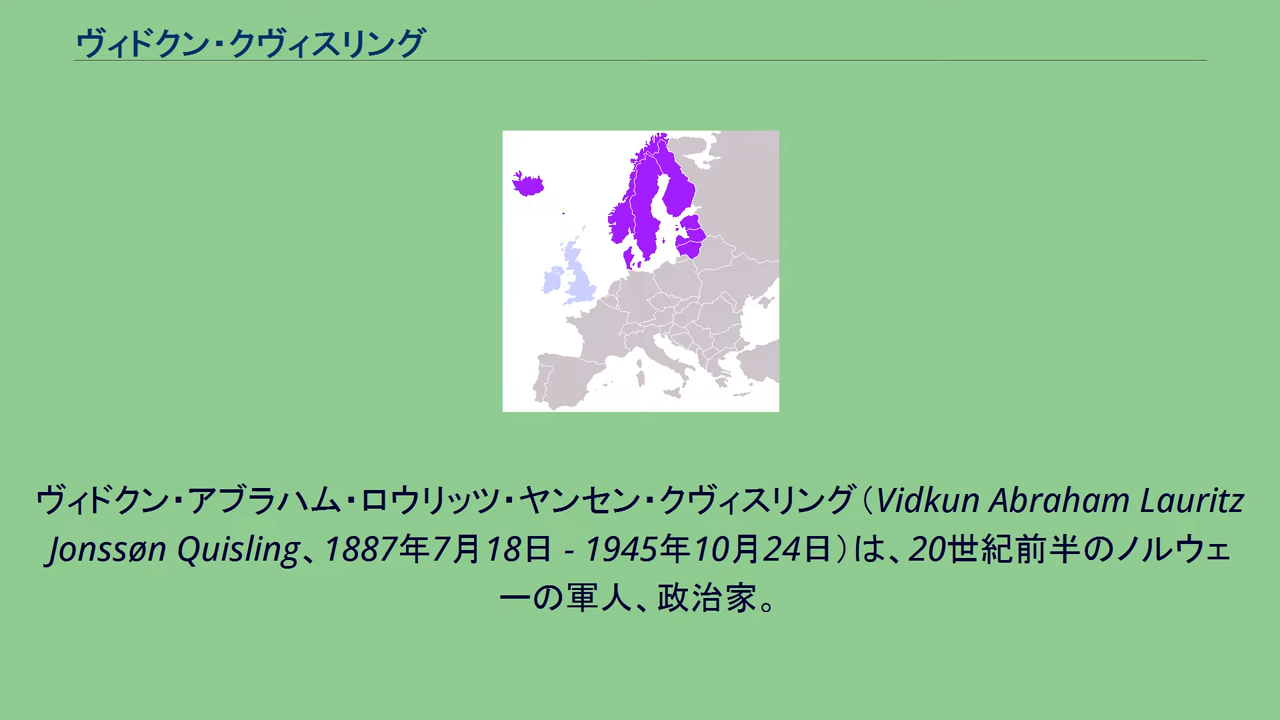 ヴィドクン・クヴィスリング
ヴィドクン・アブラハム・ロウリッツ・ヤンセン・クヴィスリング（Vidkun Abraham Lauritz
Jonssøn Quisling、1887年7月18日 - 1945年10月24日）は、20世紀前半のノルウェ
ーの軍人、政治家。